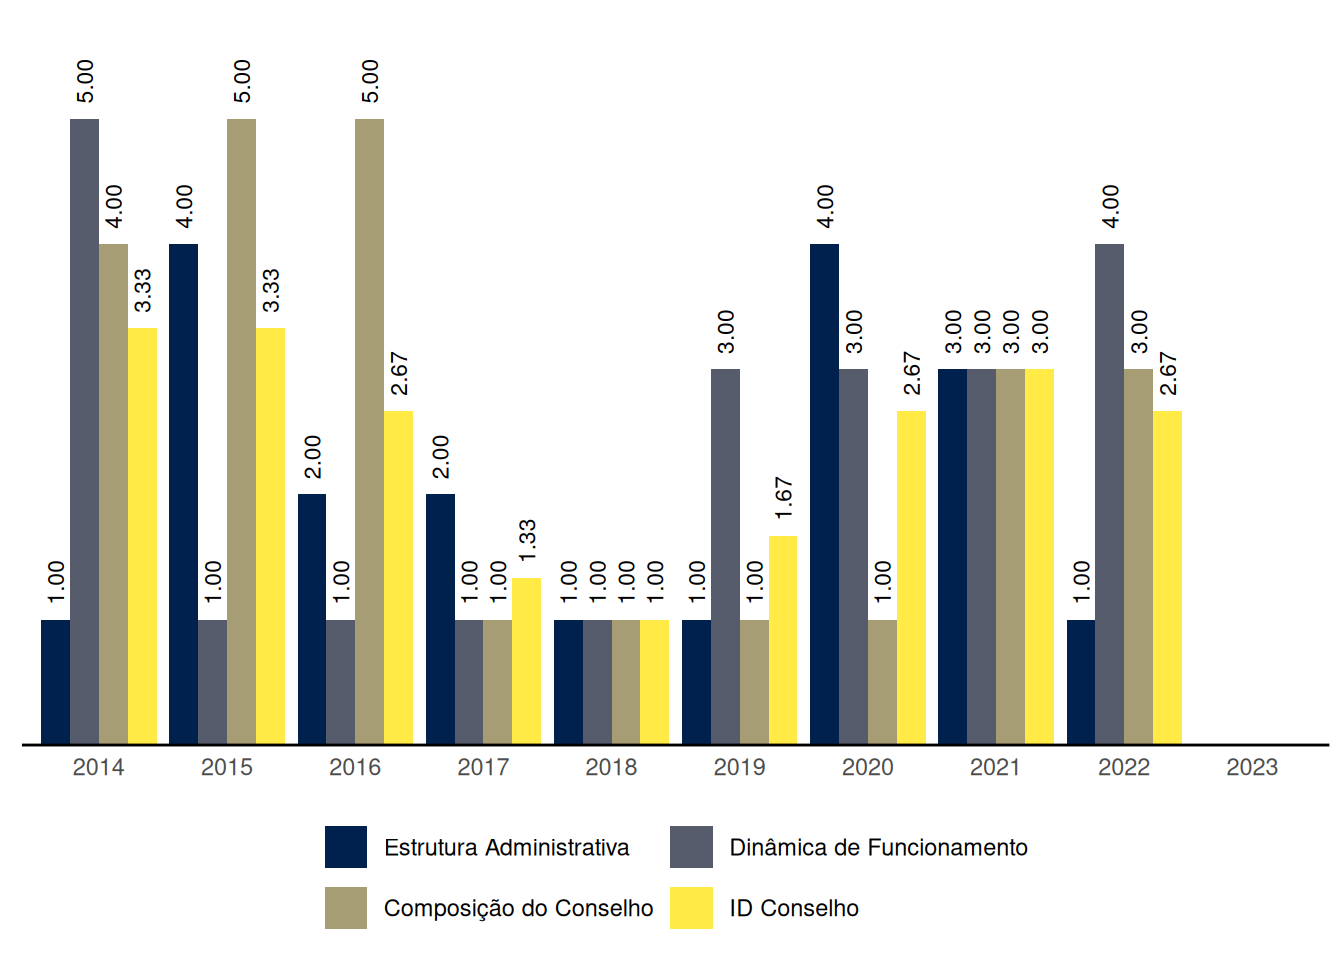 1.00 5.00 4.00 3.33 4.00 1.00 5.00 3.33 2.00 1.00 5.00 2.67 2.00 1.00 1.00 1.33 1.00 1.00 1.00 1.00 1.00 3.00 1.00 1.67 4.00 3.00 1.00 2.67 3.00 3.00 3.00 3.00 1.00 4.00 3.00 2.67
2014 2015 2016 2017 2018 2019 2020 2021 2022 2023
Estrutura Administrativa Dinâmica de Funcionamento
Composição do Conselho ID Conselho